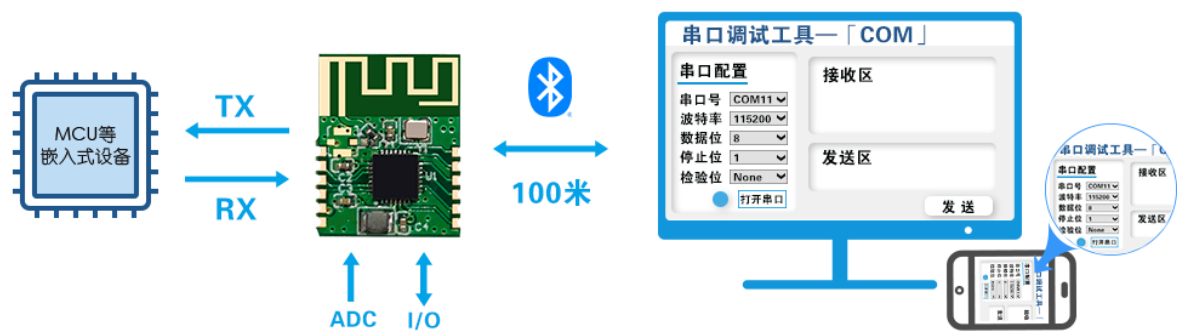 MCU等
嵌入式设备
TX
RX
U1
C4
ADC
I/O
®
100米
串口调试工具—「COM」
串口配置
串口号 COM11
波特率 115200
数据位 8
停止位 1
检验位 None
打开串口
接收区
发送区
发 送
串口调试工具—「C
串口配置
串口号 COM11
波特率 115200
数据位 8
停止位 1
检验位 None
打开串口
接收区
发送区